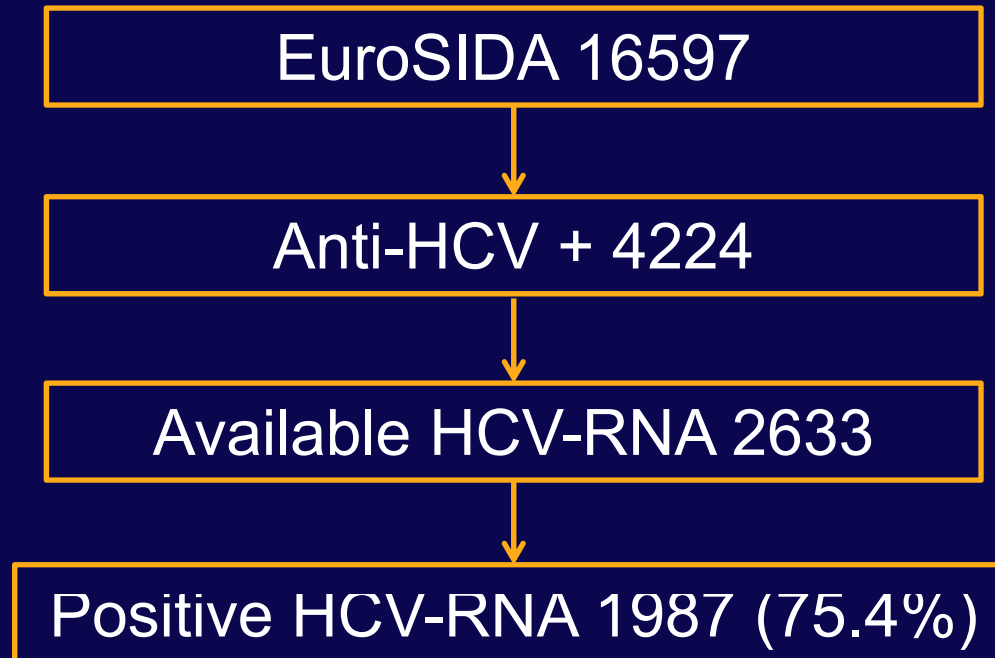 EuroSIDA 16597
Anti-HCV + 4224
Available HCV-RNA 2633
Positive HCV-RNA 1987 (75.4%)